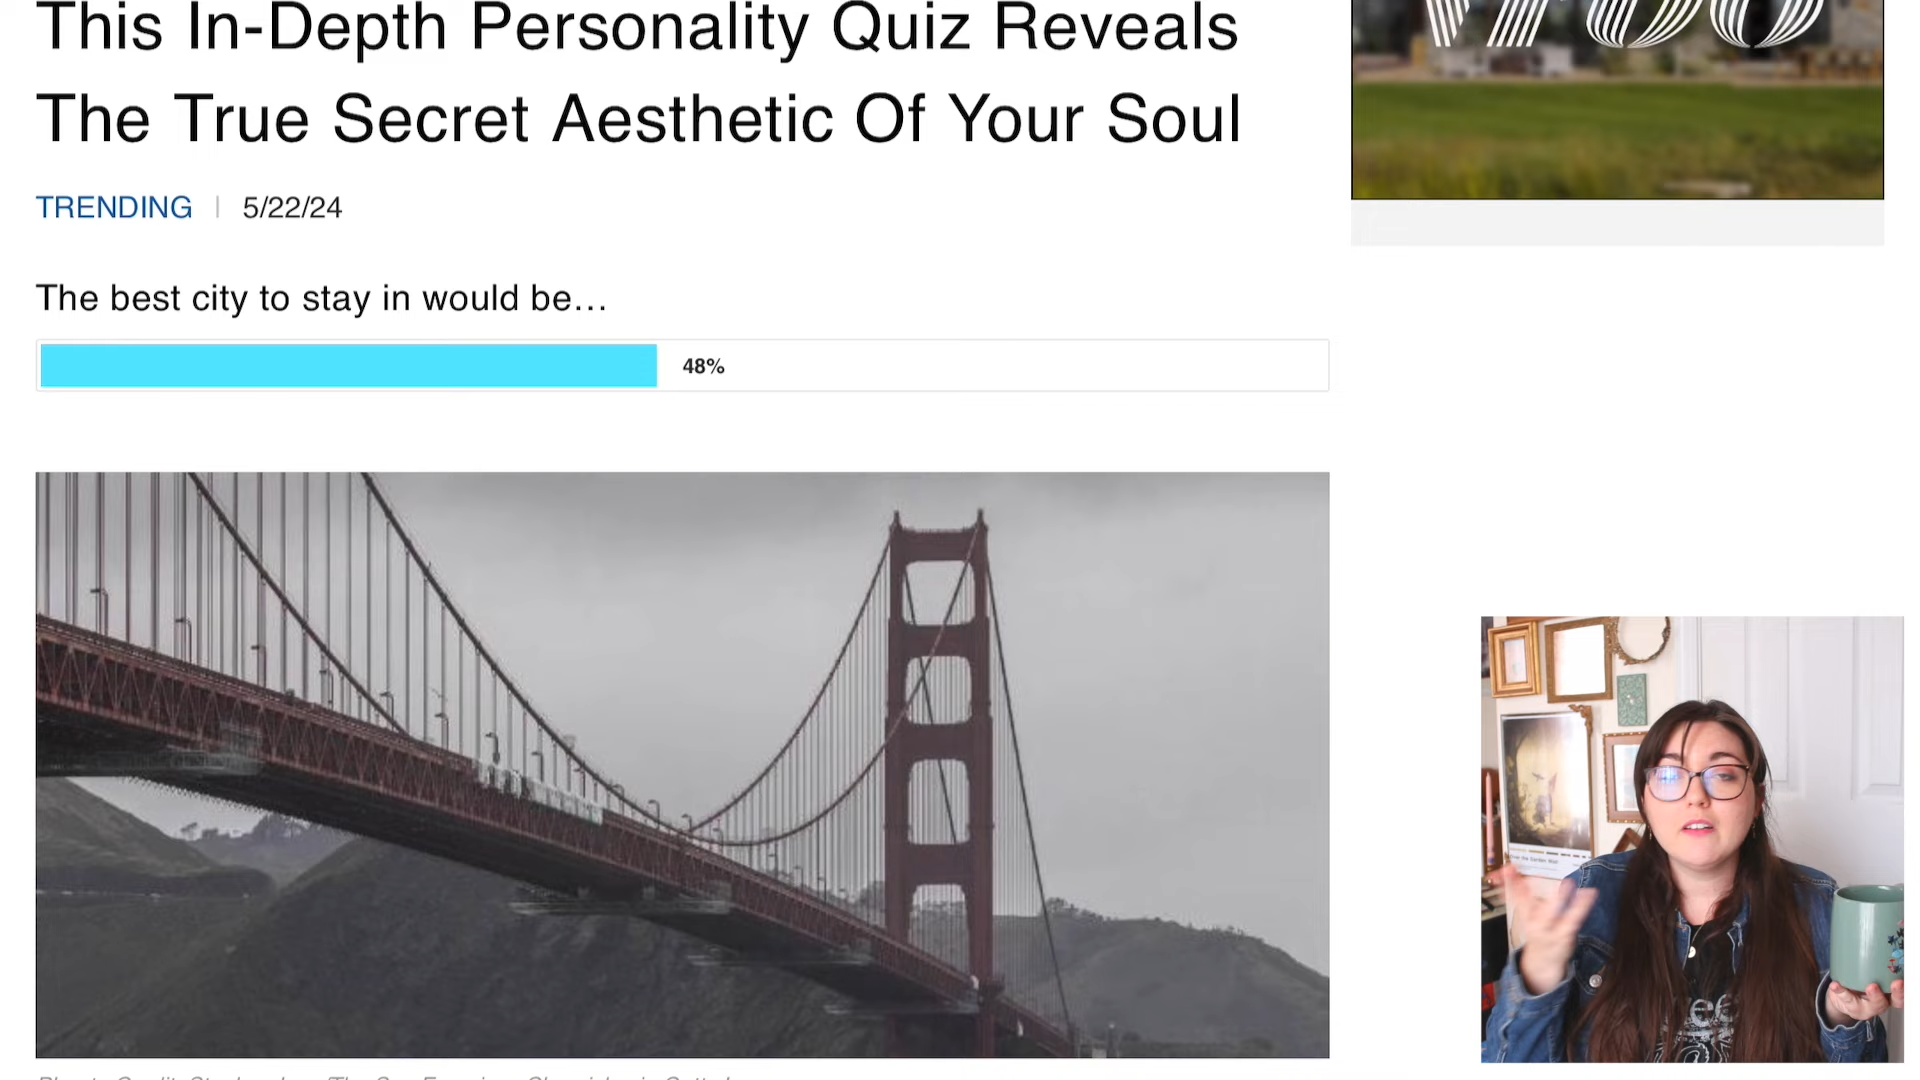 This In-Depth Personality Quiz Reveals
The True Secret Aesthetic Of Your Soul
TRENDING | 5/22/24
The best city to stay in would be...
48%